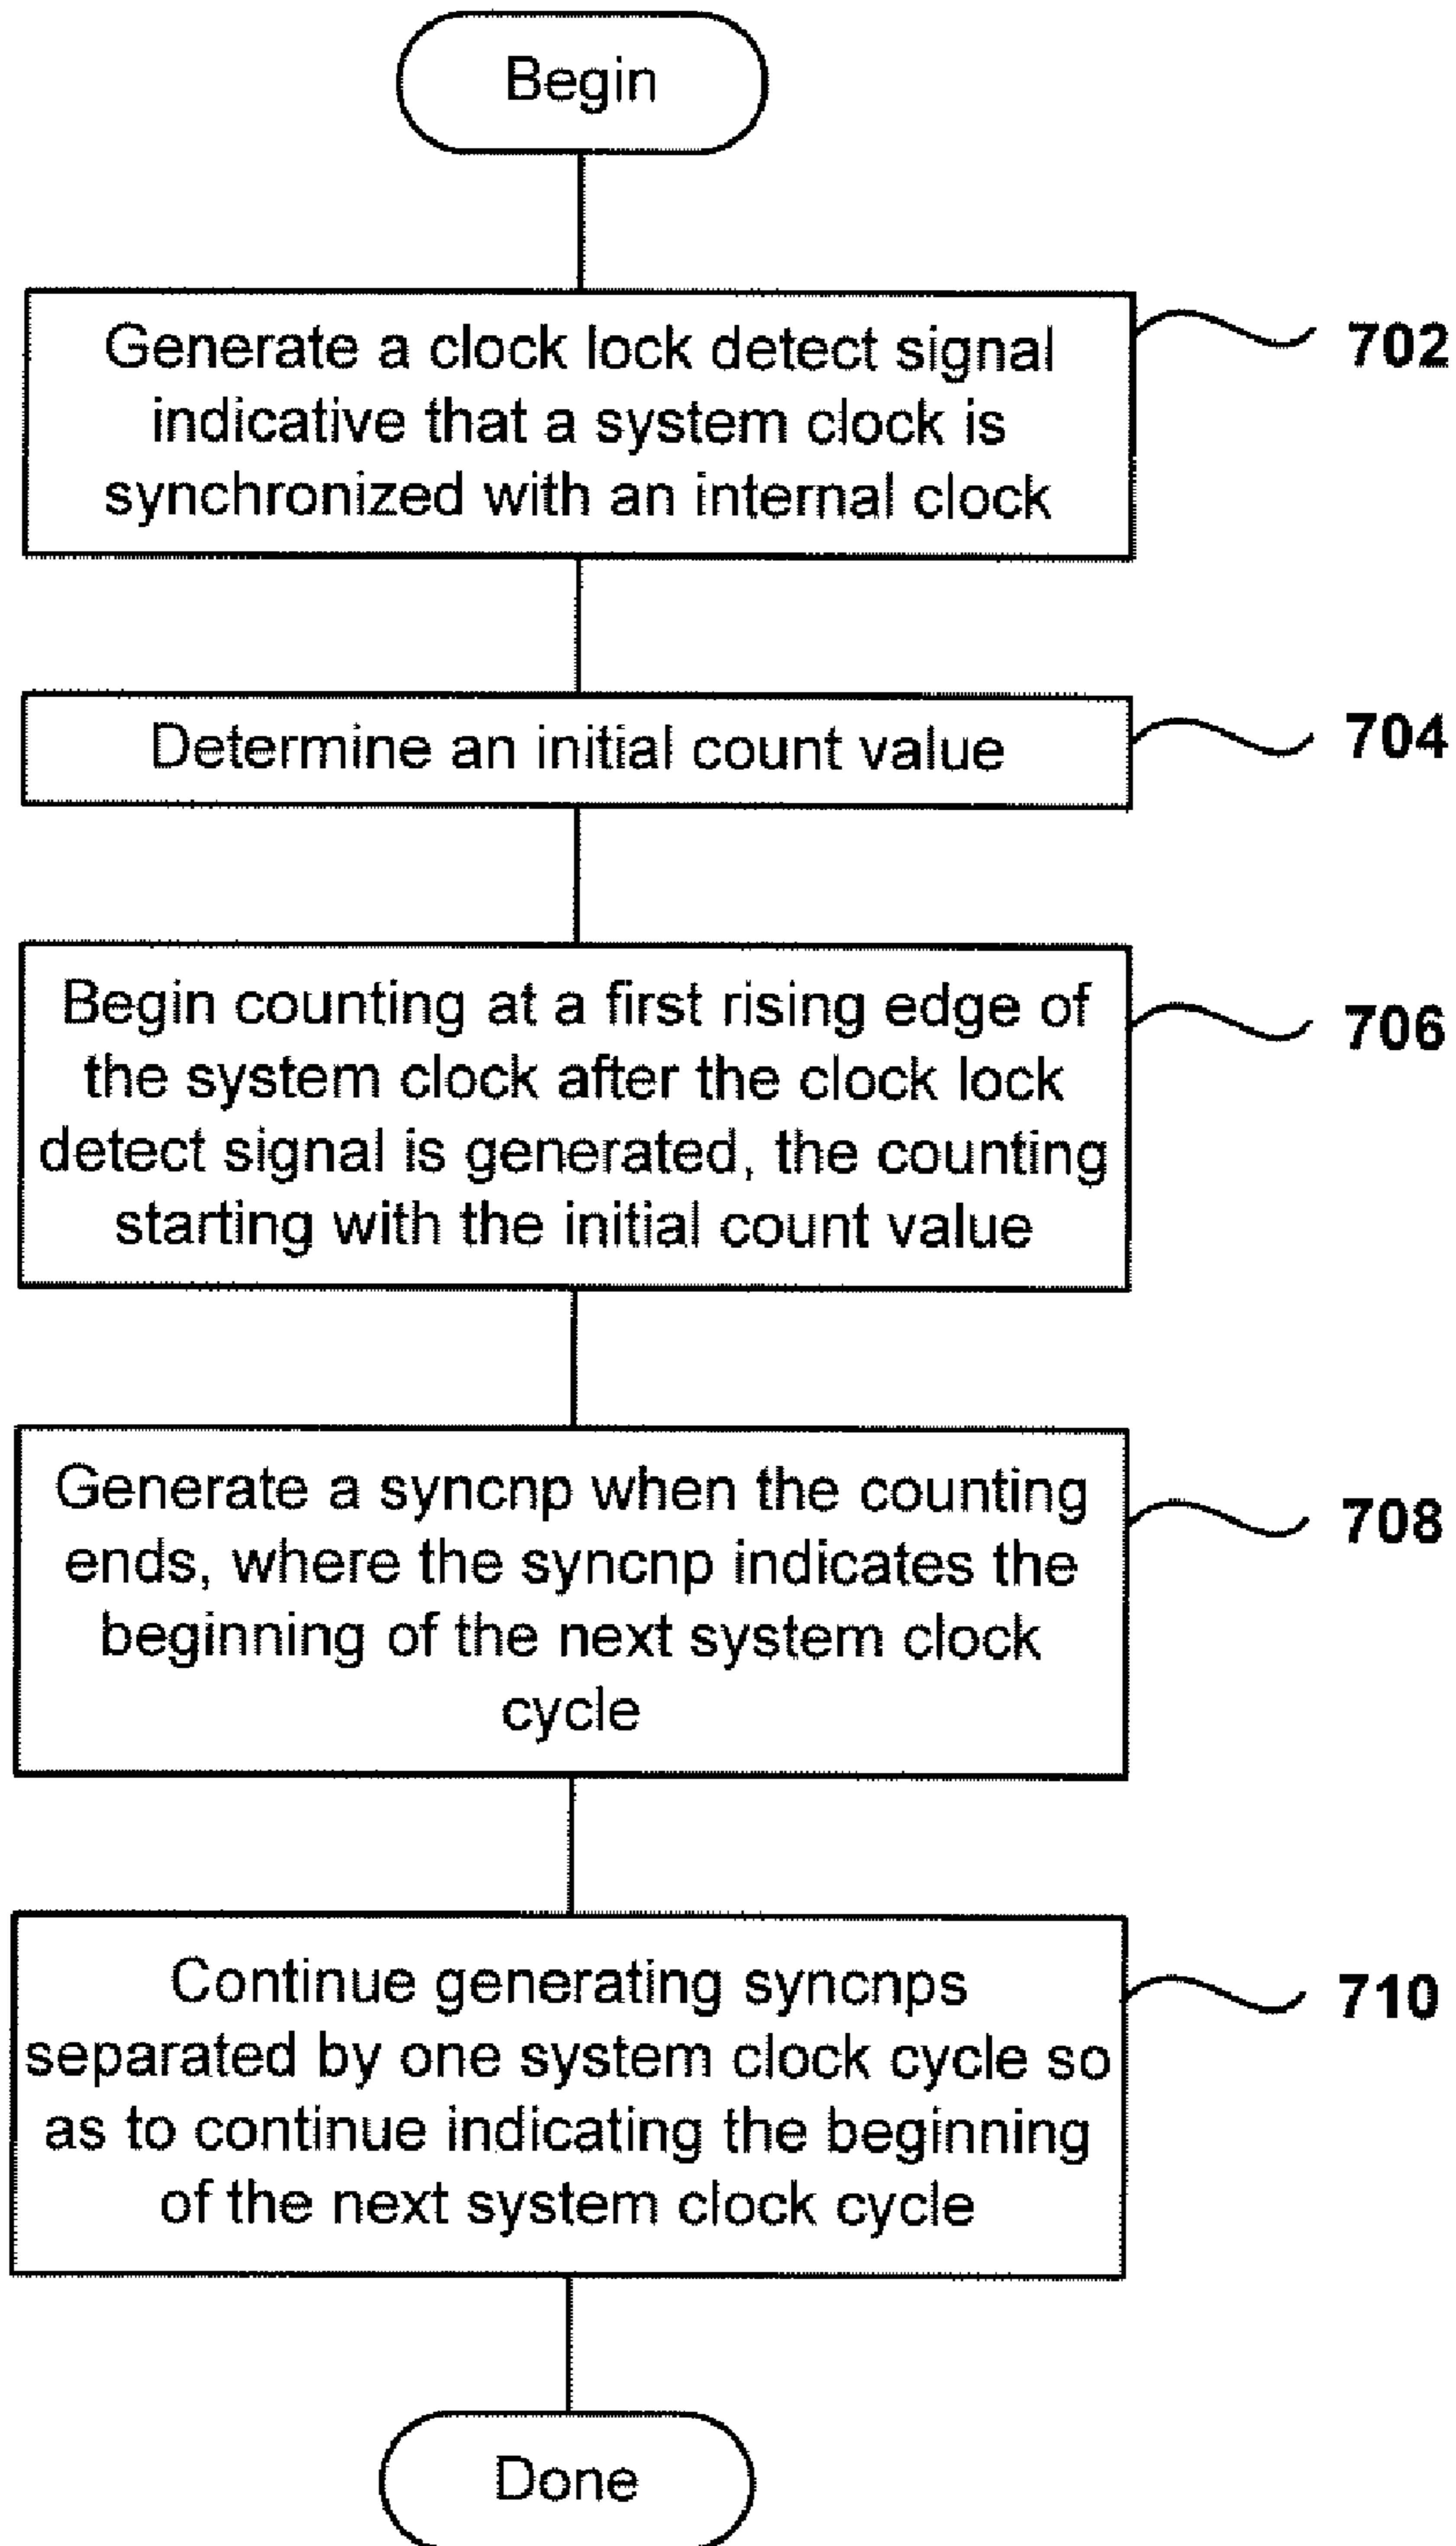 Begin
Generate a clock lock detect signal
indicative that a system clock is
synchronized with an internal clock
702
Determine an initial count value
704
Begin counting at a first rising edge of
the system clock after the clock lock
detect signal is generated, the counting
starting with the initial count value
706
Generate a syncnp when the counting
ends, where the syncnp indicates the
beginning of the next system clock
cycle
708
Continue generating syncnps
separated by one system clock cycle so
as to continue indicating the beginning
of the next system clock cycle
710
Done